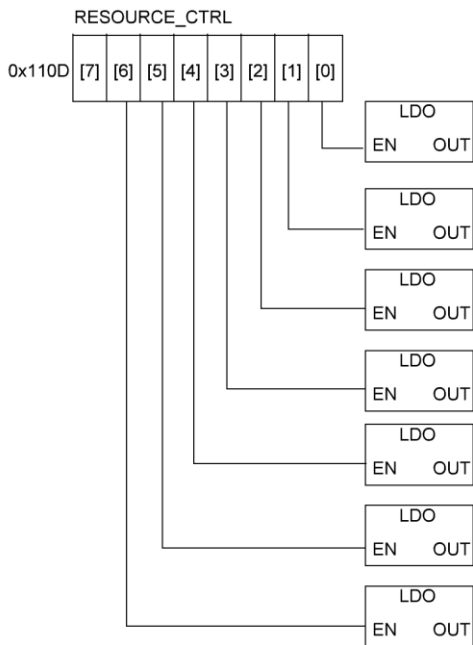 RESOURCE_CTRL
0x110D [7] [6] [5] [4] [3] [2] [1] [0]
LDO
EN OUT
LDO
EN OUT
LDO
EN OUT
LDO
EN OUT
LDO
EN OUT
LDO
EN OUT
LDO
EN OUT